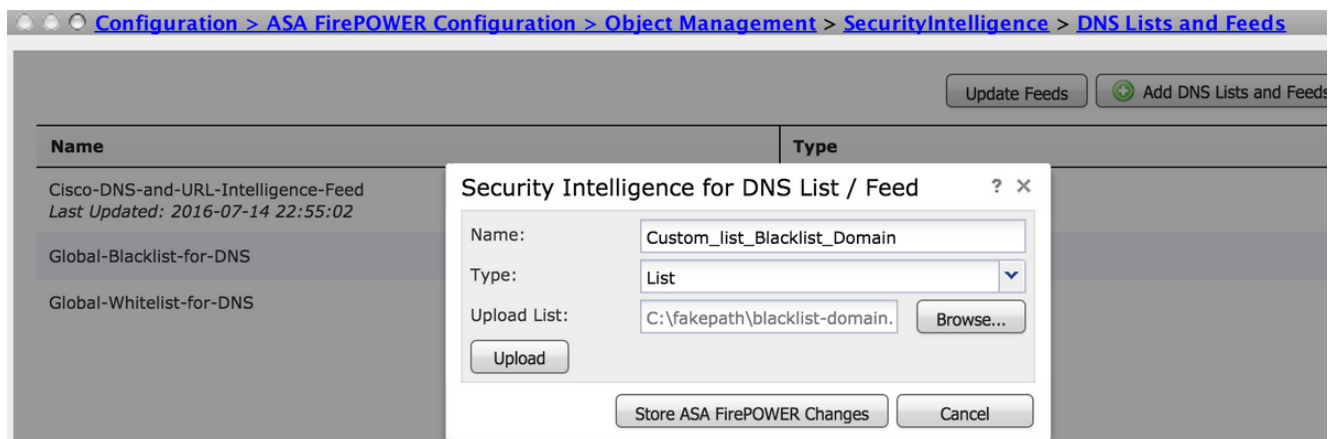 Configuration > ASA FirePOWER Configuration > Object Management > SecurityIntelligence > DNS Lists and Feeds
Update Feeds
Add DNS Lists and Feeds
Name
Type
Cisco-DNS-and-URL-Intelligence-Feed
Last Updated: 2016-07-14 22:55:02
Global-Blacklist-for-DNS
Global-Whitelist-for-DNS
Security Intelligence for DNS List / Feed ? ×
Name: Custom_list_Blacklist_Domain
Type: List
Upload List: C:\fakepath\blacklist-domain. Browse...
Upload
Store ASA FirePOWER Changes Cancel